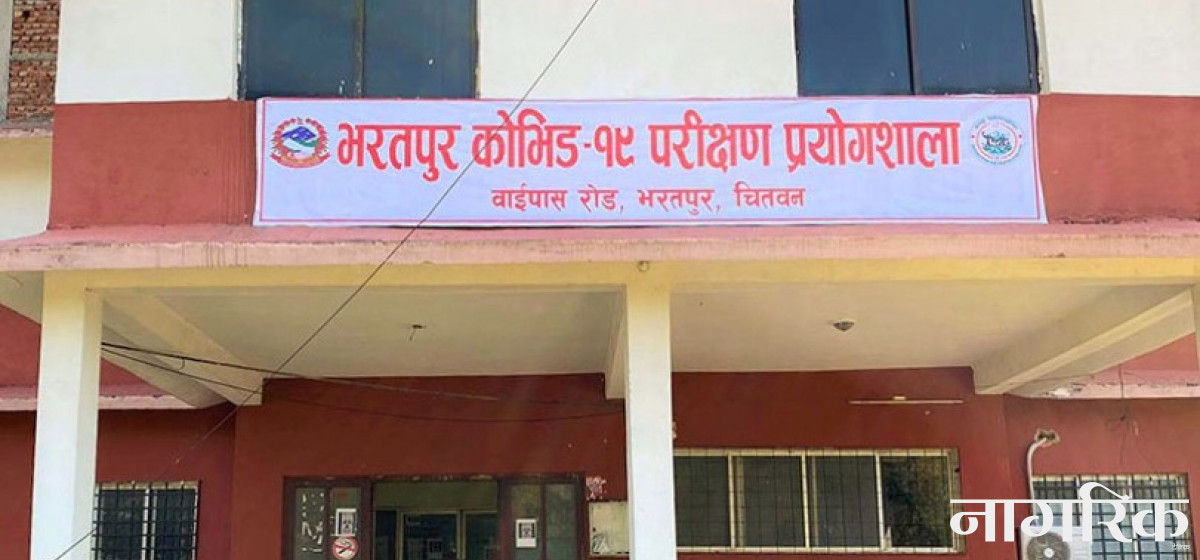 भरतपुर कोभिड-१९ परीक्षण प्रयोगशाला
वाईपास रोड, भरतपुर, चितवन
नागरिक